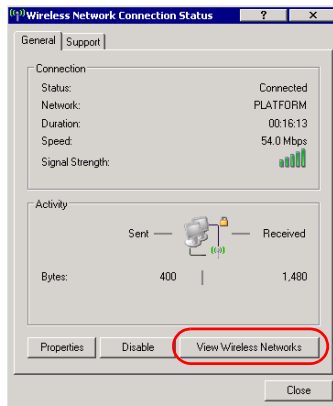 Wireless Network Connection Status ? X
General Support
Connection
Status: Connected
Network: PLATFORM
Duration: 00:16:13
Speed: 54.0 Mbps
Signal Strength:
Activity
Sent — — Received
Bytes: 400 | 1,480
Properties Disable View Wireless Networks
Close